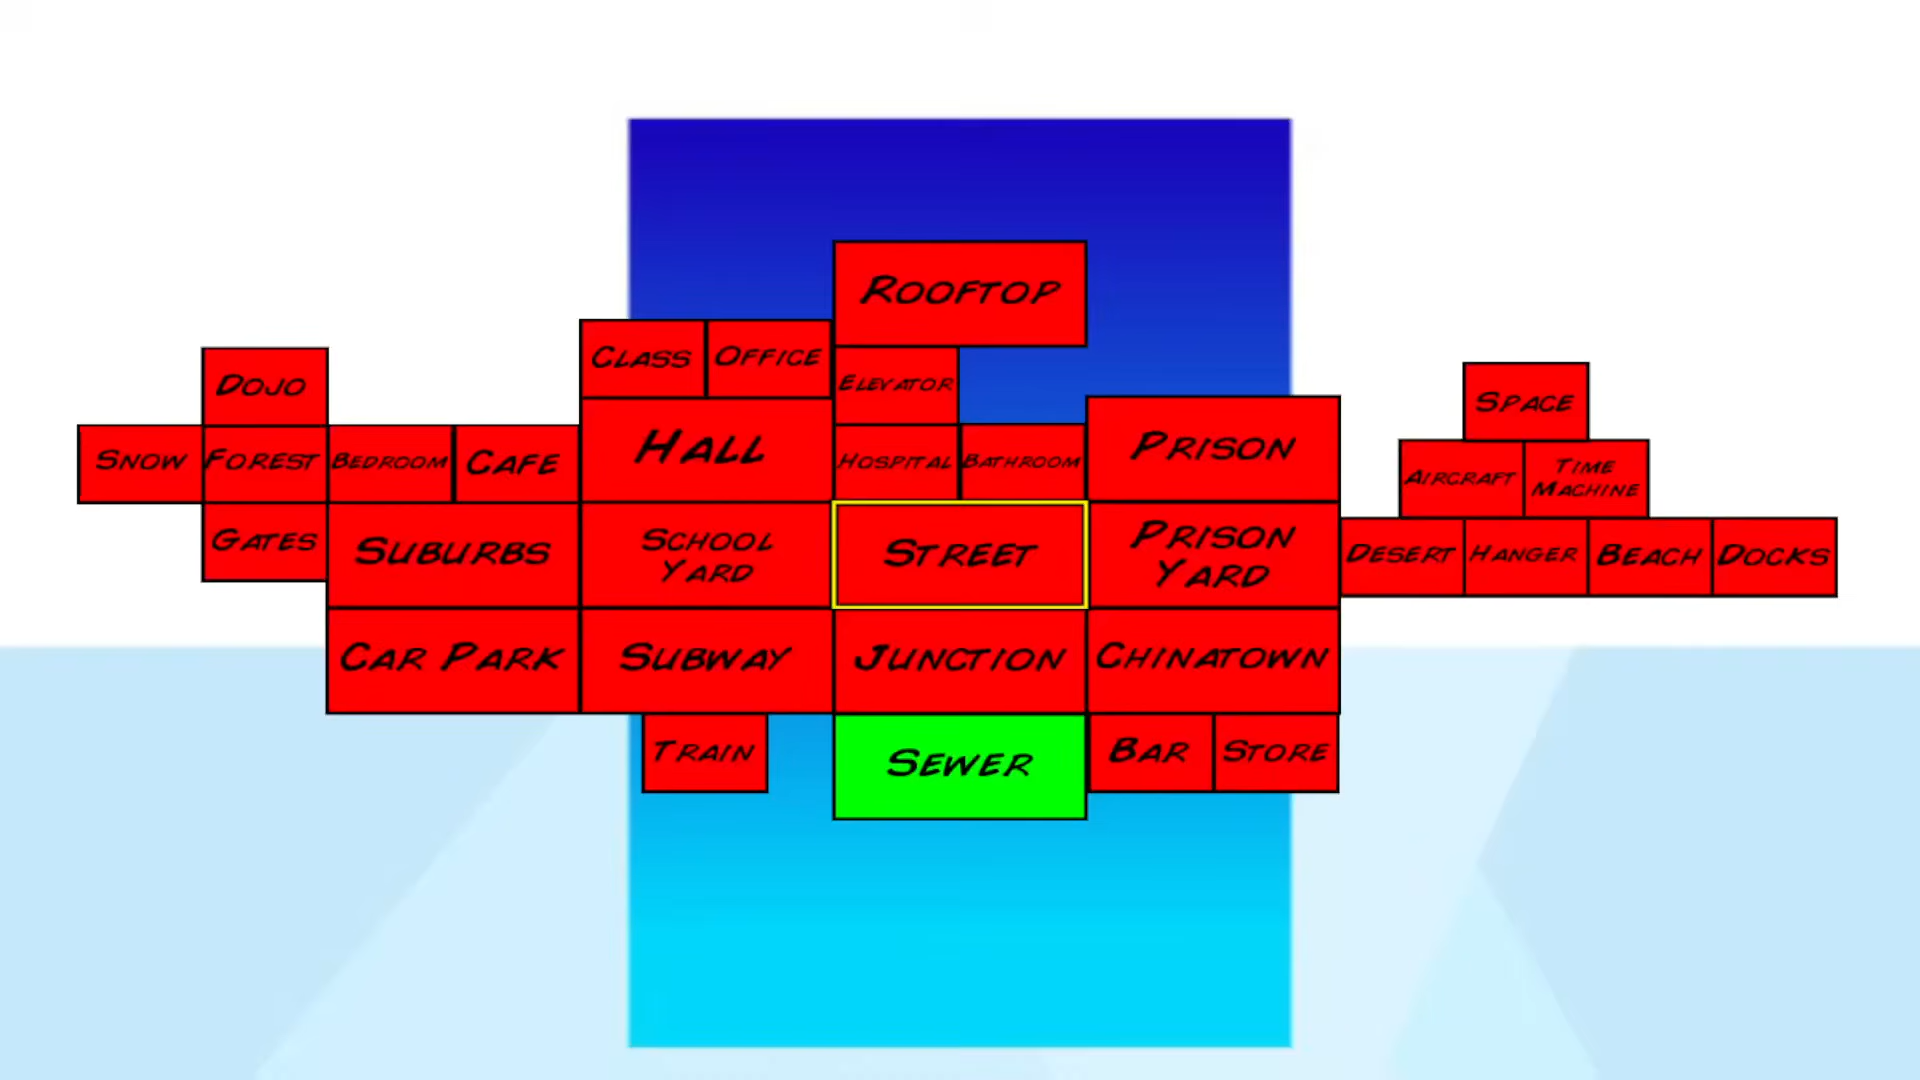 Rooftop
Class Office
Elevator
Dojo
Space
Snow Forest Bedroom Cafe
Hall
Hospital Bathroom
Prison
Aircraft
Time
Machine
Gates
Suburbs
School
Yard
Street
Prison
Yard
Desert Hanger Beach Docks
Car Park
Subway
Junction
Chinatown
Train
Sewer
Bar
Store